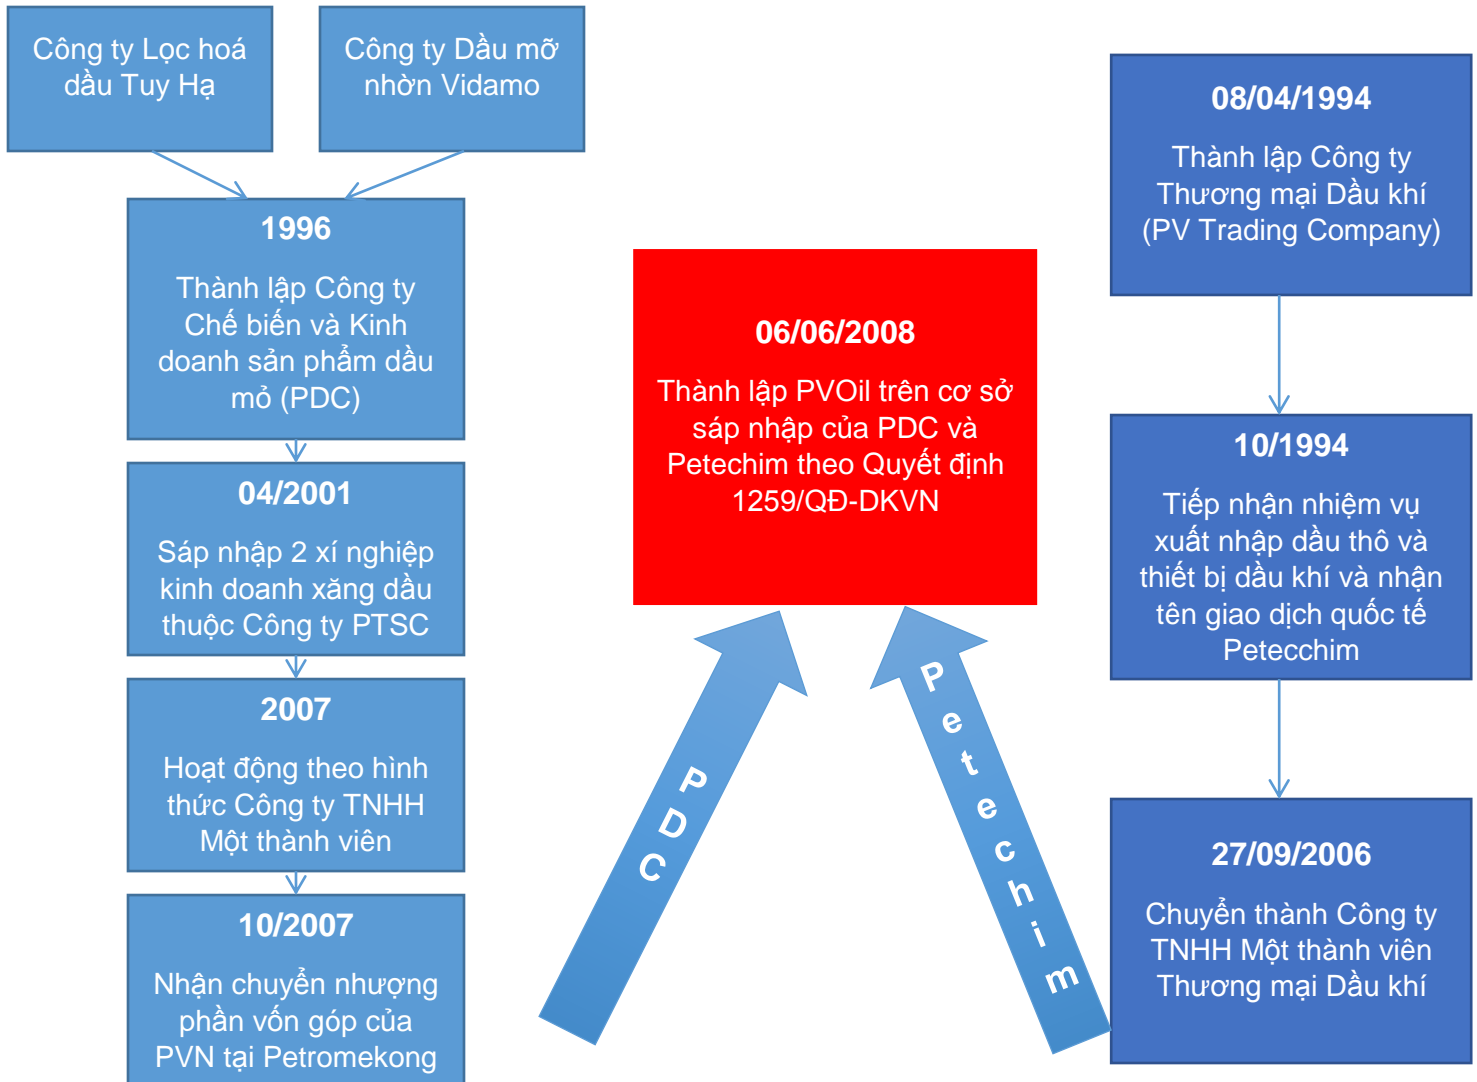 Công ty Lọc hoá
dầu Tuy Hạ
Công ty Dầu mỡ
nhờn Vidamo
1996
Thành lập Công ty
Chế biến và Kinh
doanh sản phẩm dầu
mỏ (PDC)
04/2001
Sáp nhập 2 xí nghiệp
kinh doanh xăng dầu
thuộc Công ty PTSC
2007
Hoạt động theo hình
thức Công ty TNHH
Một thành viên
10/2007
Nhận chuyển nhượng
phần vốn góp của
PVN tại Petromekong
PDC
06/06/2008
Thành lập PVOil trên cơ sở
sáp nhập của PDC và
Petechim theo Quyết định
1259/QĐ-DKVN
Petechim
08/04/1994
Thành lập Công ty
Thương mại Dầu khí
(PV Trading Company)
10/1994
Tiếp nhận nhiệm vụ
xuất nhập dầu thô và
thiết bị dầu khí và nhận
tên giao dịch quốc tế
Petecchim
27/09/2006
Chuyển thành Công ty
TNHH Một thành viên
Thương mại Dầu khí